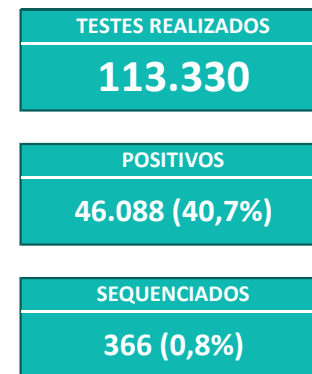 TESTES REALIZADOS
113.330
POSITIVOS
46.088 (40,7%)
SEQUENCIADOS
366 (0,8%)